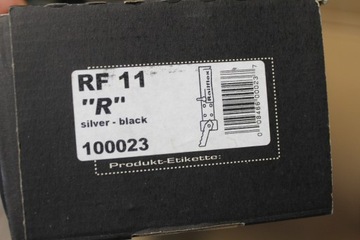 RF 11
"R"
silver - black
100023
Produkt-Etikette: